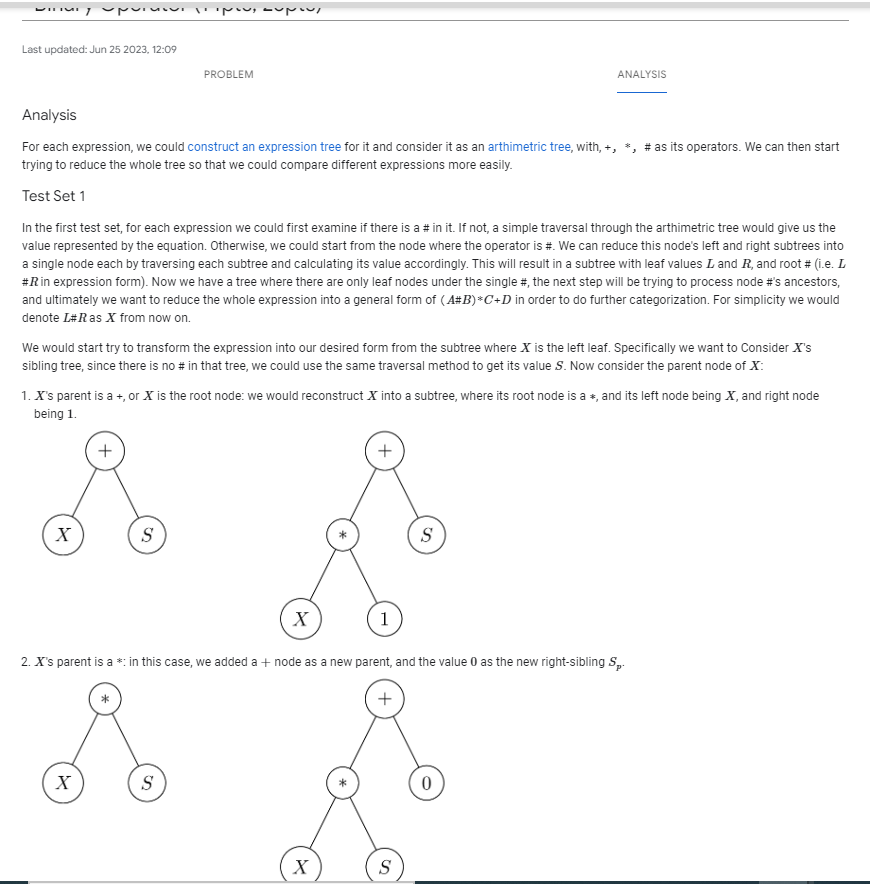 Binary Operator (14pts, 20pts)
Last updated: Jun 25 2023, 12:09
PROBLEM
ANALYSIS
Analysis
For each expression, we could construct an expression tree for it and consider it as an arthimetric tree, with, +, *, # as its operators. We can then start
trying to reduce the whole tree so that we could compare different expressions more easily.
Test Set 1
In the first test set, for each expression we could first examine if there is a # in it. If not, a simple traversal through the arthimetric tree would give us the
value represented by the equation. Otherwise, we could start from the node where the operator is #. We can reduce this node's left and right subtrees into
a single node each by traversing each subtree and calculating its value accordingly. This will result in a subtree with leaf values L and R, and root # (i.e. L
#R in expression form). Now we have a tree where there are only leaf nodes under the single #, the next step will be trying to process node #'s ancestors,
and ultimately we want to reduce the whole expression into a general form of (A#B)*C+D in order to do further categorization. For simplicity we would
denote L#R as X from now on.
We would start try to transform the expression into our desired form from the subtree where X is the left leaf. Specifically we want to Consider X's
sibling tree, since there is no # in that tree, we could use the same traversal method to get its value S. Now consider the parent node of X:
1. X's parent is a +, or X is the root node: we would reconstruct X into a subtree, where its root node is a *, and its left node being X, and right node
being 1.
+ +
X S * S
X 1
2. X's parent is a *: in this case, we added a + node as a new parent, and the value 0 as the new right-sibling Sp.
* +
X S * 0
X S